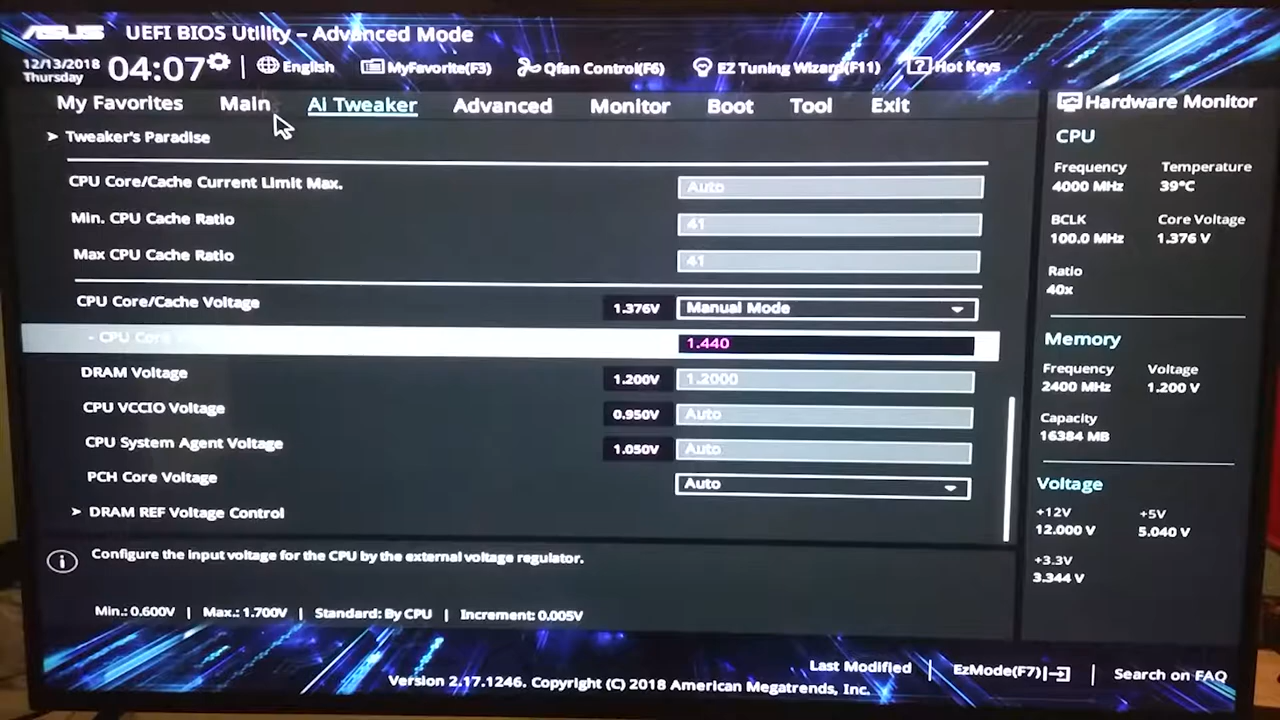 ASUS UEFI BIOS Utility – Advanced Mode
12/13/2018
Thursday
04:07
English
MyFavorite(F3)
Qfan Control(F6)
EZ Tuning Wizard(F11)
Hot Keys
My Favorites Main Ai Tweaker Advanced Monitor Boot Tool Exit
Tweaker's Paradise
CPU Core/Cache Current Limit Max. Auto
Min. CPU Cache Ratio 41
Max CPU Cache Ratio 41
CPU Core/Cache Voltage 1.376V Manual Mode
- CPU Core 1.440
DRAM Voltage 1.200V 1.2000
CPU VCCIO Voltage 0.950V Auto
CPU System Agent Voltage 1.050V Auto
PCH Core Voltage Auto
DRAM REF Voltage Control
Configure the input voltage for the CPU by the external voltage regulator.
Min.: 0.600V | Max.: 1.700V | Standard: By CPU | Increment: 0.005V
Hardware Monitor
CPU
Frequency Temperature
4000 MHz 39°C
BCLK Core Voltage
100.0 MHz 1.376 V
Ratio
40x
Memory
Frequency Voltage
2400 MHz 1.200 V
Capacity
16384 MB
Voltage
+12V +5V
12.000 V 5.040 V
+3.3V
3.344 V
Last Modified | EzMode(F7) | Search on FAQ
Version 2.17.1246. Copyright (C) 2018 American Megatrends, Inc.